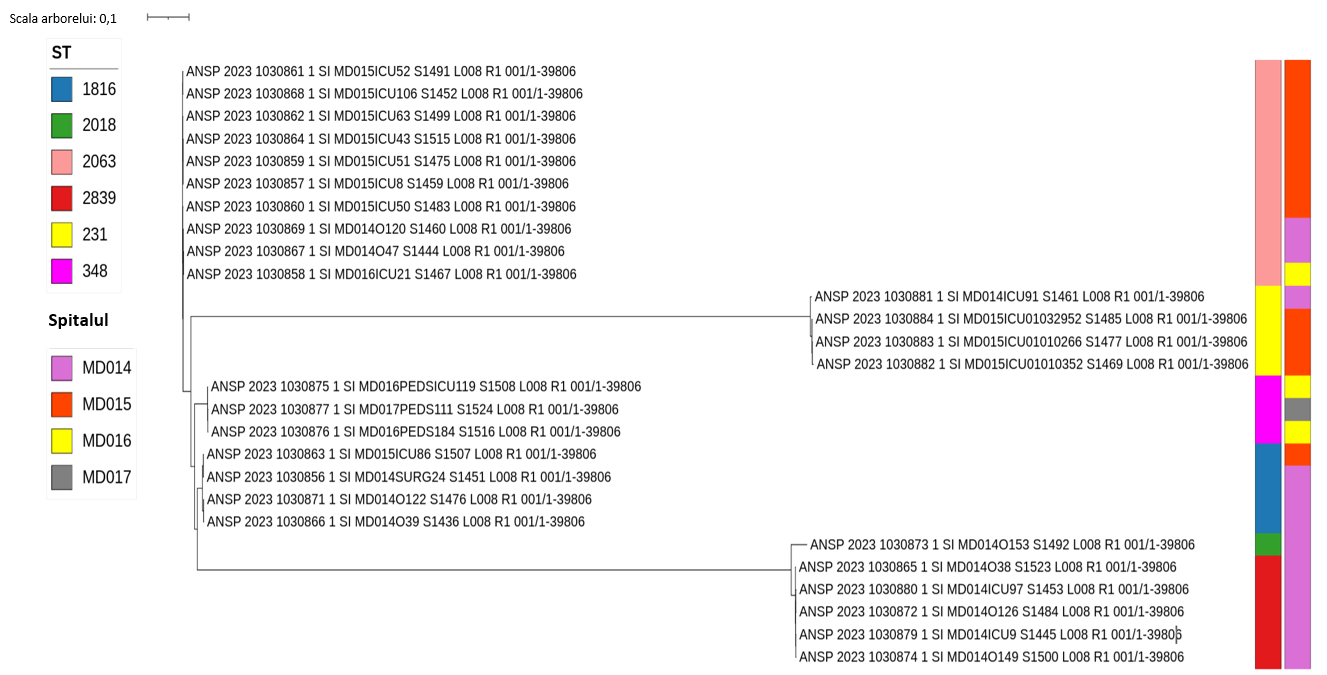 Scala arborelui: 0,1
ST
1816
2018
2063
2839
231
348
Spitalul
MD014
MD015
MD016
MD017
ANSP 2023 1030861 1 SI MD015ICU52 S1491 L008 R1 001/1-39806
ANSP 2023 1030868 1 SI MD015ICU106 S1452 L008 R1 001/1-39806
ANSP 2023 1030862 1 SI MD015ICU63 S1499 L008 R1 001/1-39806
ANSP 2023 1030864 1 SI MD015ICU43 S1515 L008 R1 001/1-39806
ANSP 2023 1030859 1 SI MD015ICU51 S1475 L008 R1 001/1-39806
ANSP 2023 1030857 1 SI MD015ICU8 S1459 L008 R1 001/1-39806
ANSP 2023 1030860 1 SI MD015ICU50 S1483 L008 R1 001/1-39806
ANSP 2023 1030869 1 SI MD014O120 S1460 L008 R1 001/1-39806
ANSP 2023 1030867 1 SI MD014O47 S1444 L008 R1 001/1-39806
ANSP 2023 1030858 1 SI MD016ICU21 S1467 L008 R1 001/1-39806
ANSP 2023 1030881 1 SI MD014ICU91 S1461 L008 R1 001/1-39806
ANSP 2023 1030884 1 SI MD015ICU01032952 S1485 L008 R1 001/1-39806
ANSP 2023 1030883 1 SI MD015ICU01010266 S1477 L008 R1 001/1-39806
ANSP 2023 1030882 1 SI MD015ICU01010352 S1469 L008 R1 001/1-39806
ANSP 2023 1030875 1 SI MD016PEDSICU119 S1508 L008 R1 001/1-39806
ANSP 2023 1030877 1 SI MD017PEDS111 S1524 L008 R1 001/1-39806
ANSP 2023 1030876 1 SI MD016PEDS184 S1516 L008 R1 001/1-39806
ANSP 2023 1030863 1 SI MD015ICU86 S1507 L008 R1 001/1-39806
ANSP 2023 1030856 1 SI MD014SURG24 S1451 L008 R1 001/1-39806
ANSP 2023 1030871 1 SI MD014O122 S1476 L008 R1 001/1-39806
ANSP 2023 1030866 1 SI MD014O39 S1436 L008 R1 001/1-39806
ANSP 2023 1030873 1 SI MD014O153 S1492 L008 R1 001/1-39806
ANSP 2023 1030865 1 SI MD014O38 S1523 L008 R1 001/1-39806
ANSP 2023 1030880 1 SI MD014ICU97 S1453 L008 R1 001/1-39806
ANSP 2023 1030872 1 SI MD014O126 S1484 L008 R1 001/1-39806
ANSP 2023 1030879 1 SI MD014ICU9 S1445 L008 R1 001/1-39806
ANSP 2023 1030874 1 SI MD014O149 S1500 L008 R1 001/1-39806